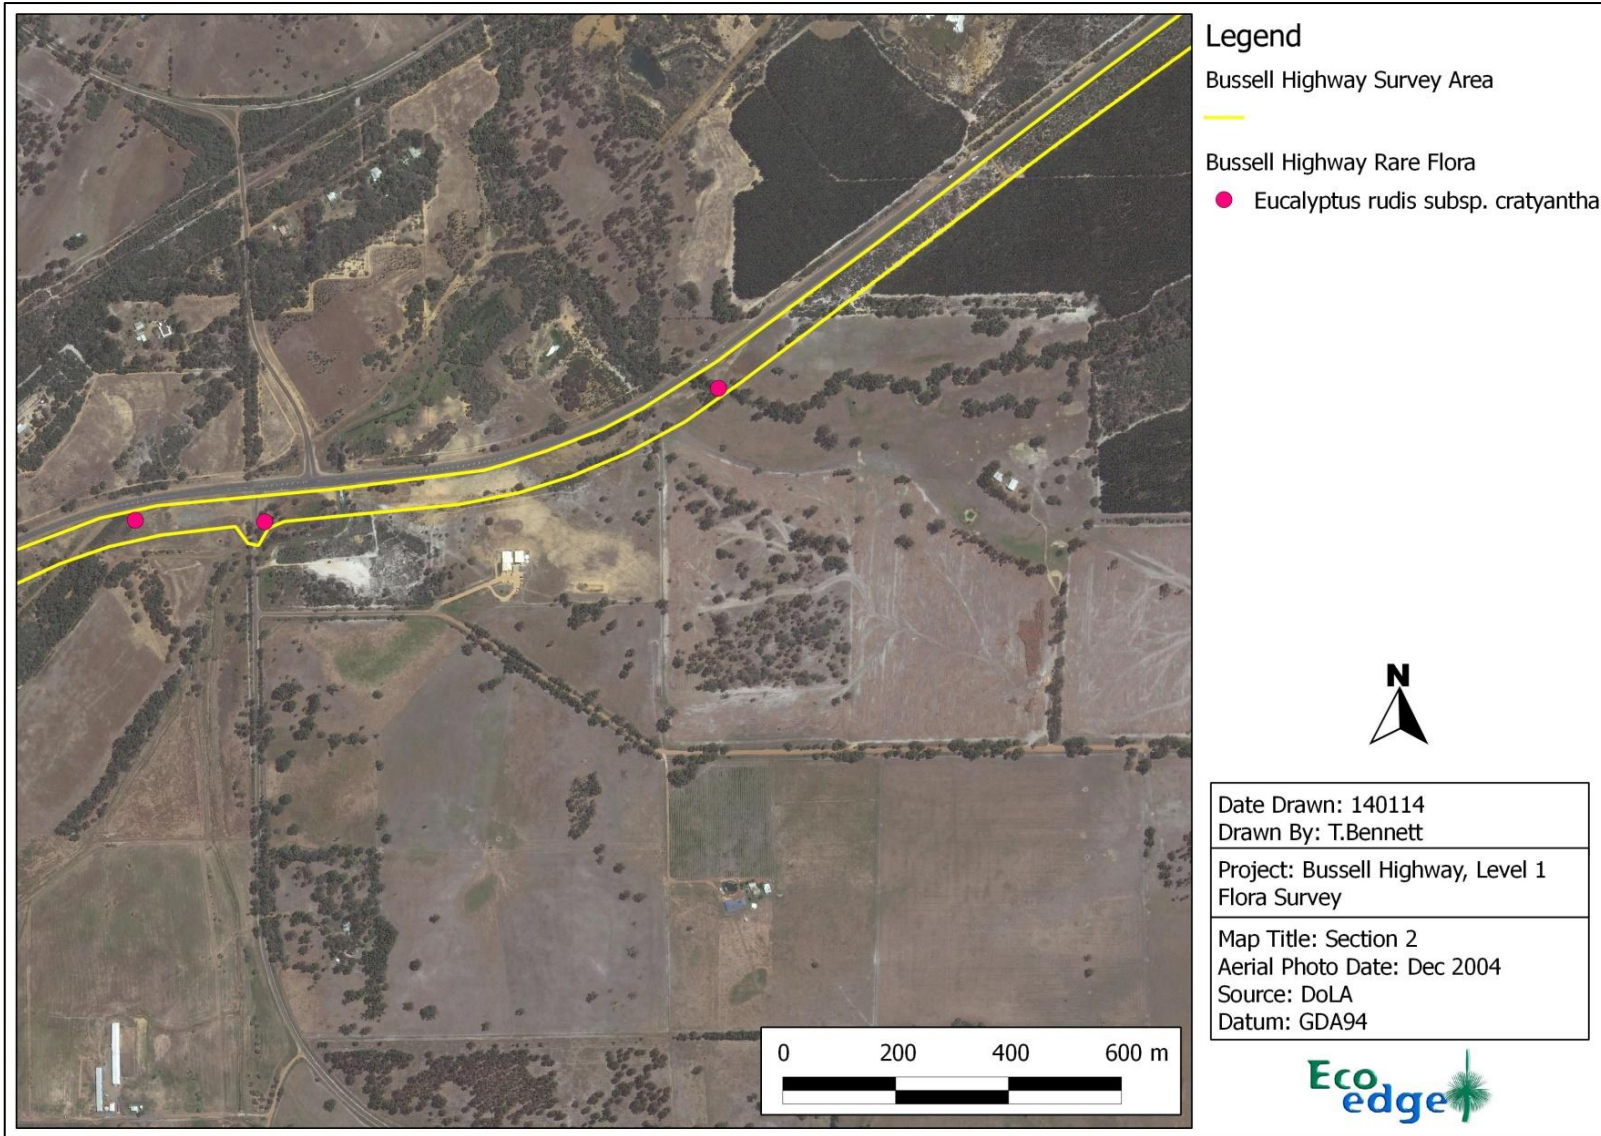 Legend
Bussell Highway Survey Area
Bussell Highway Rare Flora
Eucalyptus rudis subsp. cratyantha
N
Date Drawn: 140114
Drawn By: T.Bennett
Project: Bussell Highway, Level 1
Flora Survey
Map Title: Section 2
Aerial Photo Date: Dec 2004
Source: DoLA
Datum: GDA94
0 200 400 600 m
Eco
edge